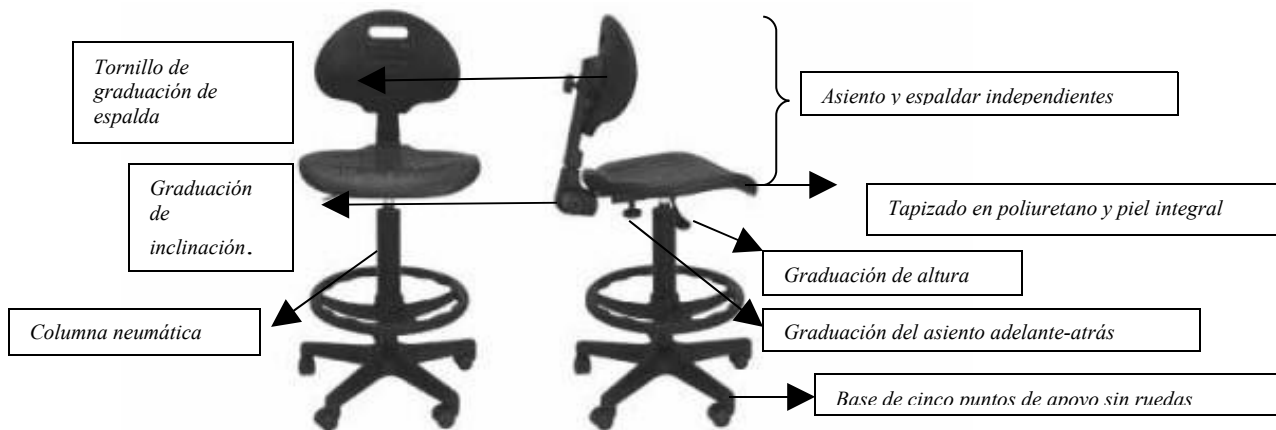 Tornillo de
graduación de
espalda
Asiento y espaldar independientes
Graduación
de
inclinación.
Tapizado en poliuretano y piel integral
Graduación de altura
Columna neumática
Graduación del asiento adelante-atrás
Base de cinco puntos de apoyo sin ruedas